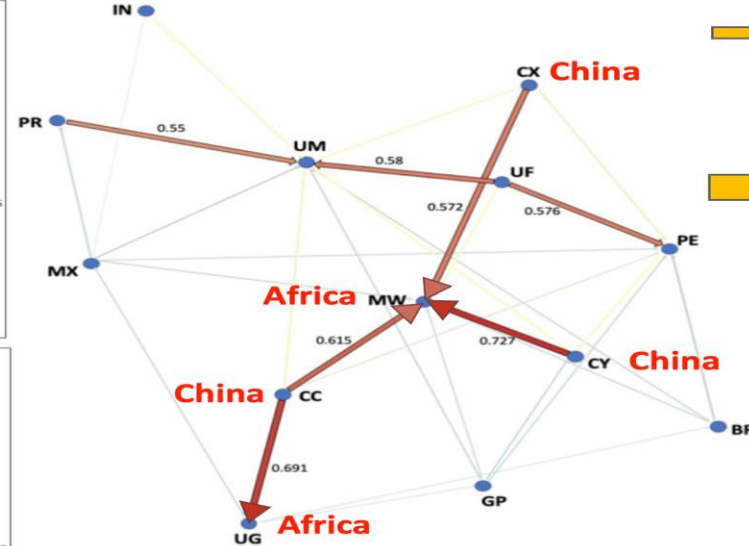 IN
CX China
PR
0.55
UM
0.58
UF
0.572
0.576
PE
MX
Africa MW
0.615
0.727
CY China
China CC
0.691
GP
UG Africa